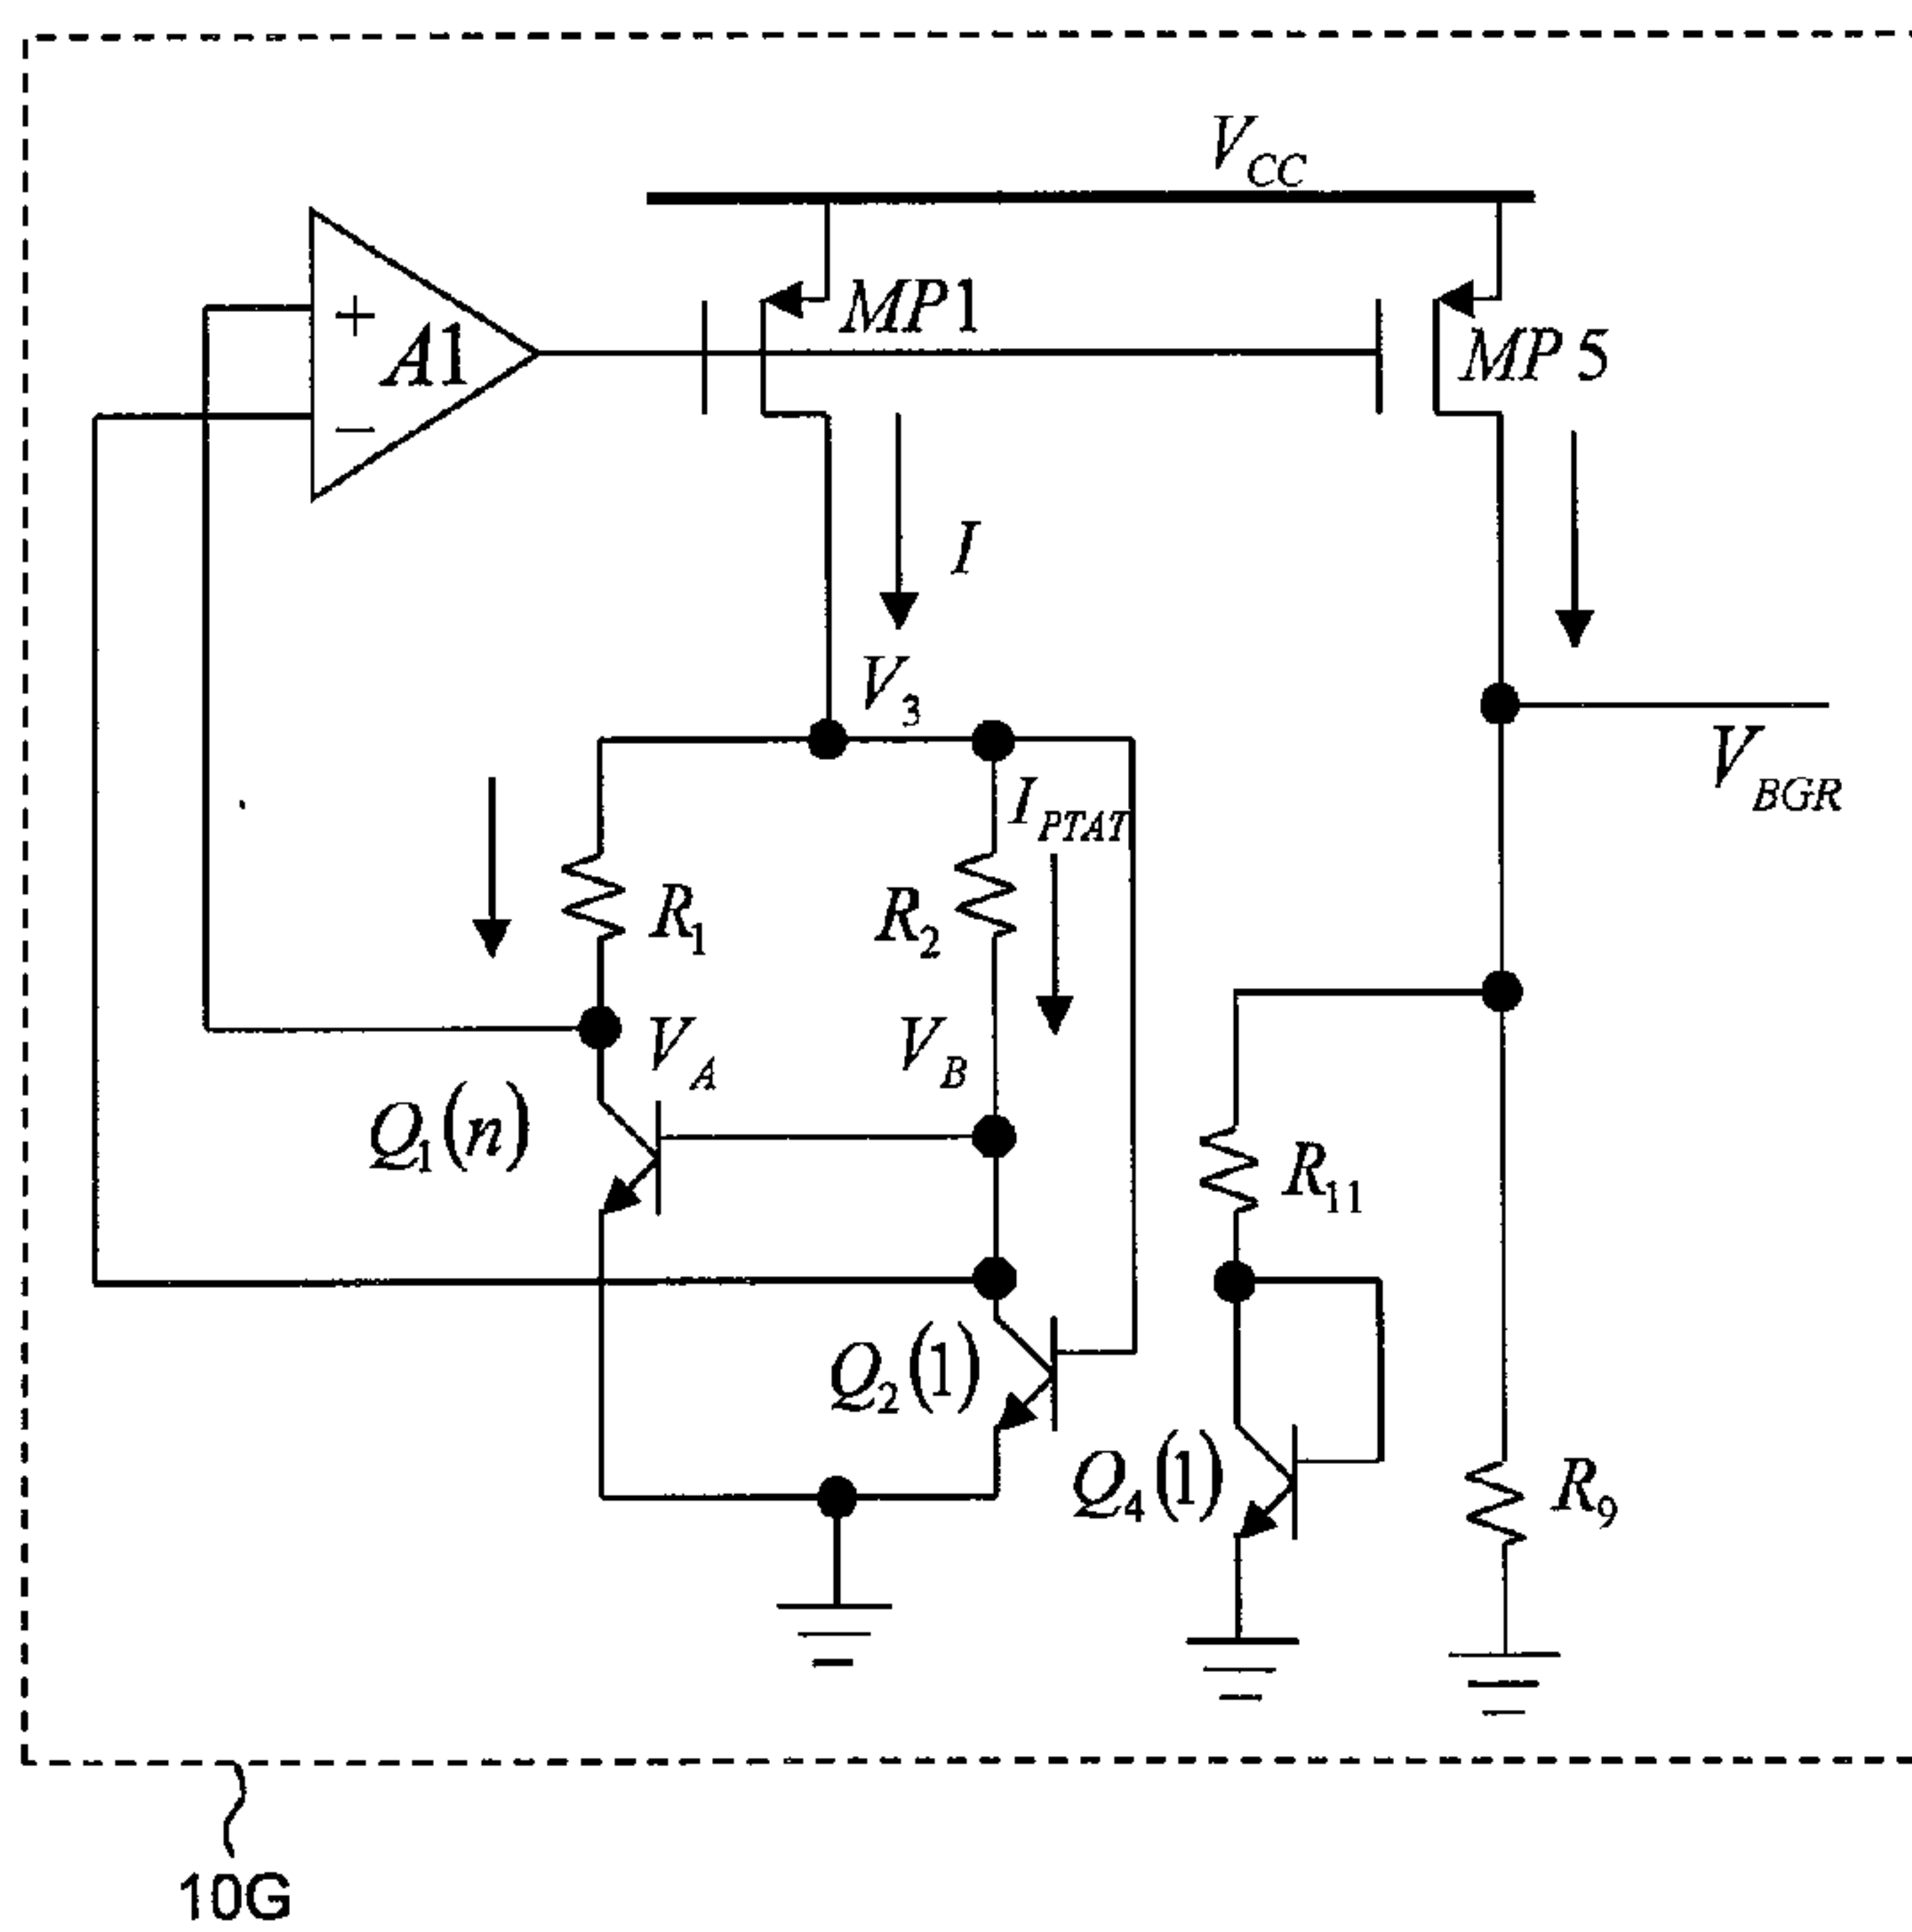 V_CC
+
A1
−
MP1
MP5
I
V_3
V_BGR
I_PTAT
R_1
R_2
V_A
V_B
Q_1(n)
R_11
Q_2(1)
Q_4(1)
R_9
10G